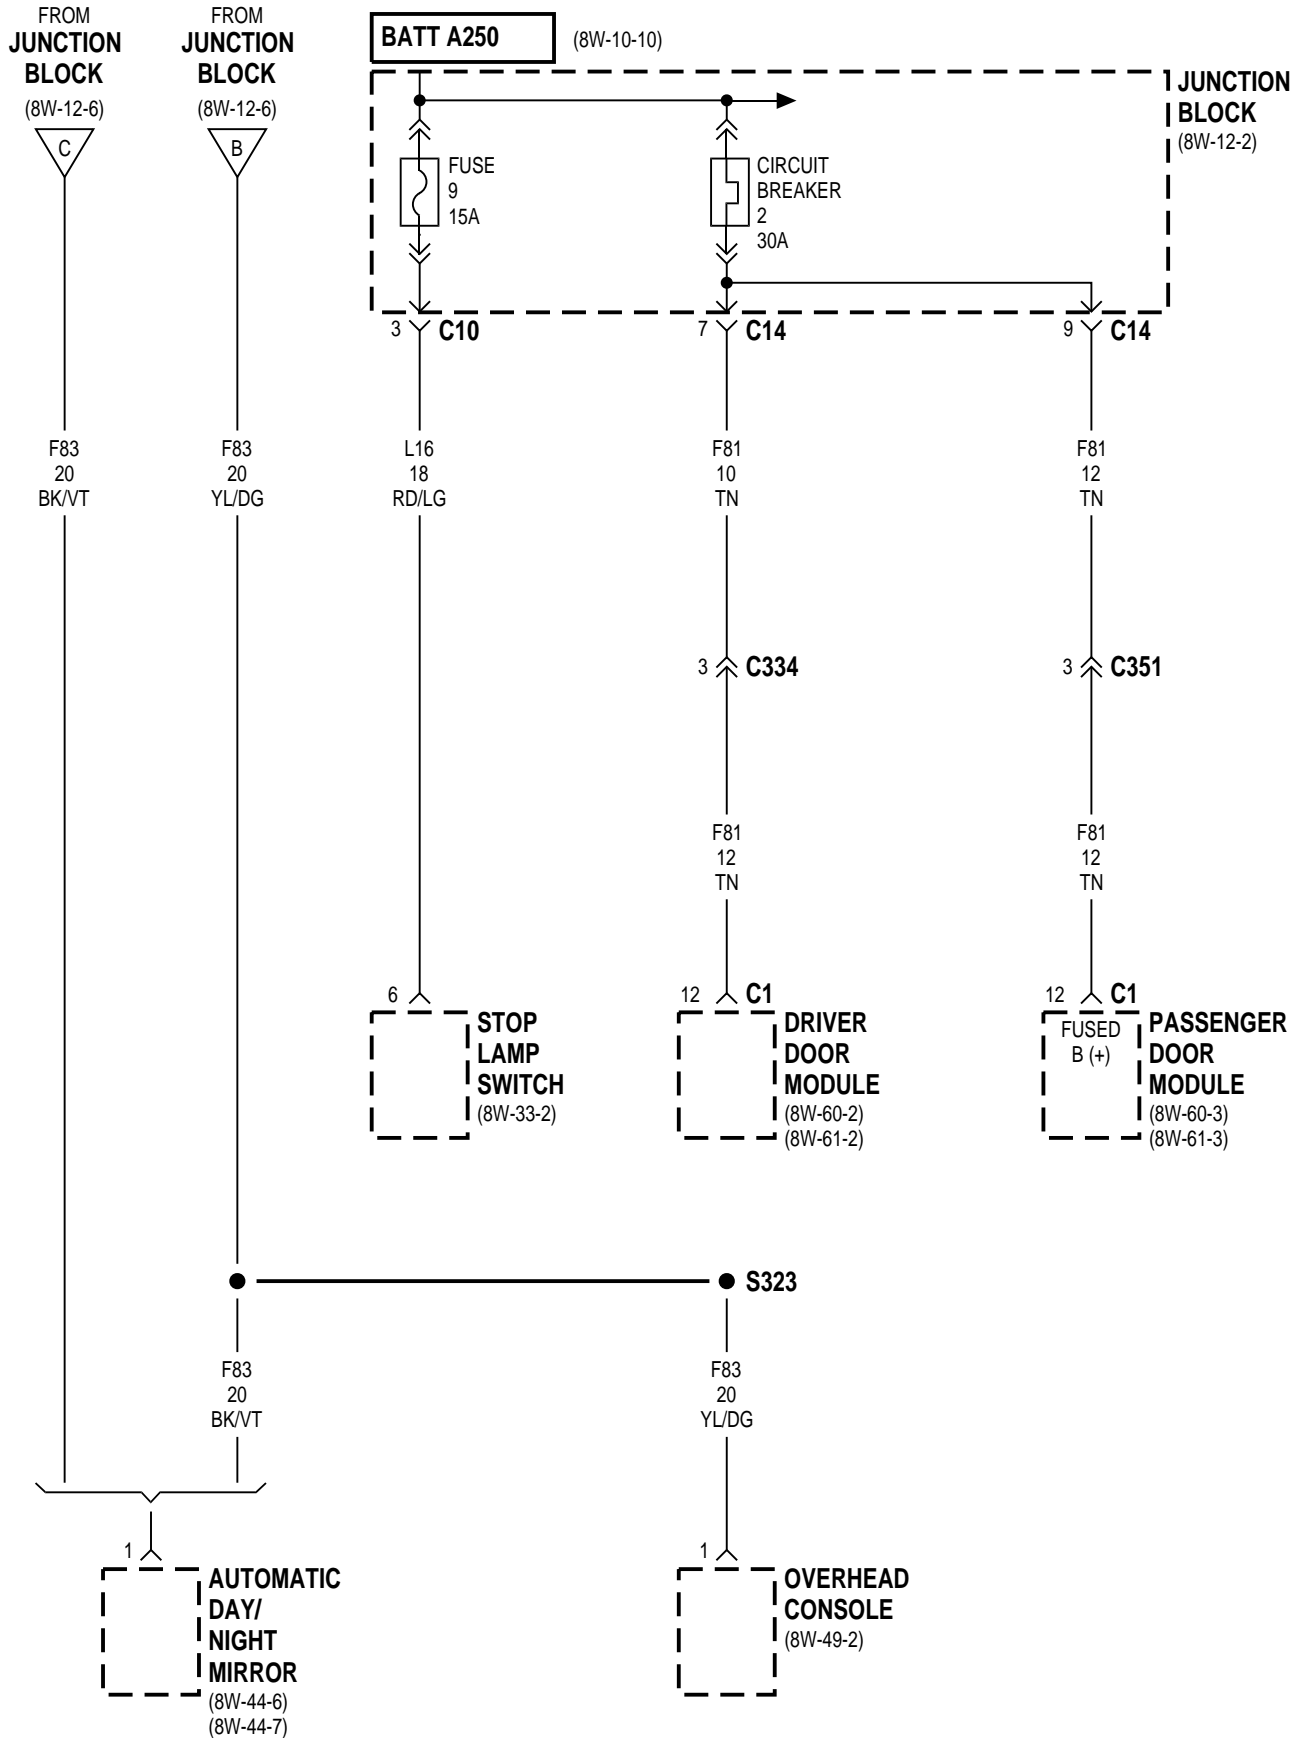 FROM
JUNCTION
BLOCK
(8W-12-6)
C
FROM
JUNCTION
BLOCK
(8W-12-6)
B
BATT A250
(8W-10-10)
JUNCTION
BLOCK
(8W-12-2)
FUSE
9
15A
CIRCUIT
BREAKER
2
30A
3
C10
7
C14
9
C14
F83
20
BK/VT
F83
20
YL/DG
L16
18
RD/LG
F81
10
TN
F81
12
TN
3
C334
3
C351
F81
12
TN
F81
12
TN
6
STOP
LAMP
SWITCH
(8W-33-2)
12
C1
DRIVER
DOOR
MODULE
(8W-60-2)
(8W-61-2)
12
C1
FUSED
B (+)
PASSENGER
DOOR
MODULE
(8W-60-3)
(8W-61-3)
S323
F83
20
BK/VT
F83
20
YL/DG
1
AUTOMATIC
DAY/
NIGHT
MIRROR
(8W-44-6)
(8W-44-7)
1
OVERHEAD
CONSOLE
(8W-49-2)